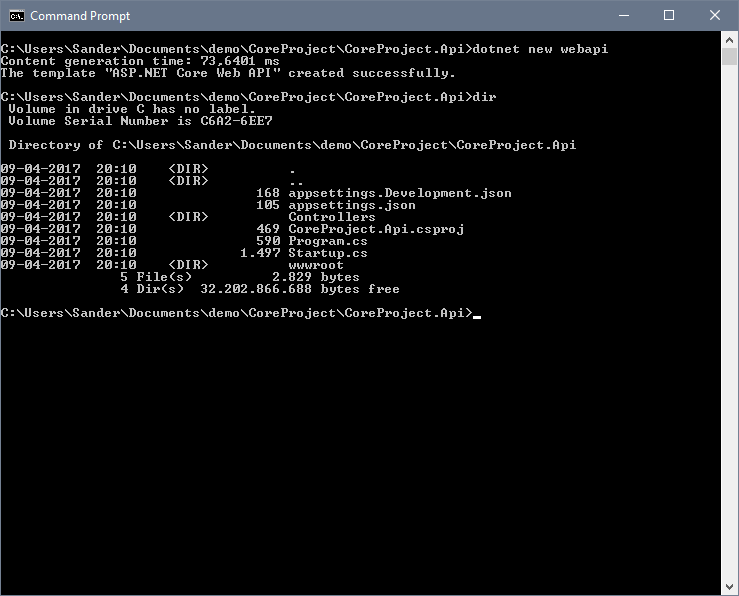 Command Prompt
C:\Users\Sander\Documents\demo\CoreProject\CoreProject.Api>dotnet new webapi
Content generation time: 73,6401 ms
The template "ASP.NET Core Web API" created successfully.
C:\Users\Sander\Documents\demo\CoreProject\CoreProject.Api>dir
 Volume in drive C has no label.
 Volume Serial Number is C6A2-6EE7
 Directory of C:\Users\Sander\Documents\demo\CoreProject\CoreProject.Api
09-04-2017  20:10    <DIR>          .
09-04-2017  20:10    <DIR>          ..
09-04-2017  20:10               168 appsettings.Development.json
09-04-2017  20:10               105 appsettings.json
09-04-2017  20:10    <DIR>          Controllers
09-04-2017  20:10               469 CoreProject.Api.csproj
09-04-2017  20:10               590 Program.cs
09-04-2017  20:10             1.497 Startup.cs
09-04-2017  20:10    <DIR>          wwwroot
               5 File(s)          2.829 bytes
               4 Dir(s)  32.202.866.688 bytes free
C:\Users\Sander\Documents\demo\CoreProject\CoreProject.Api>